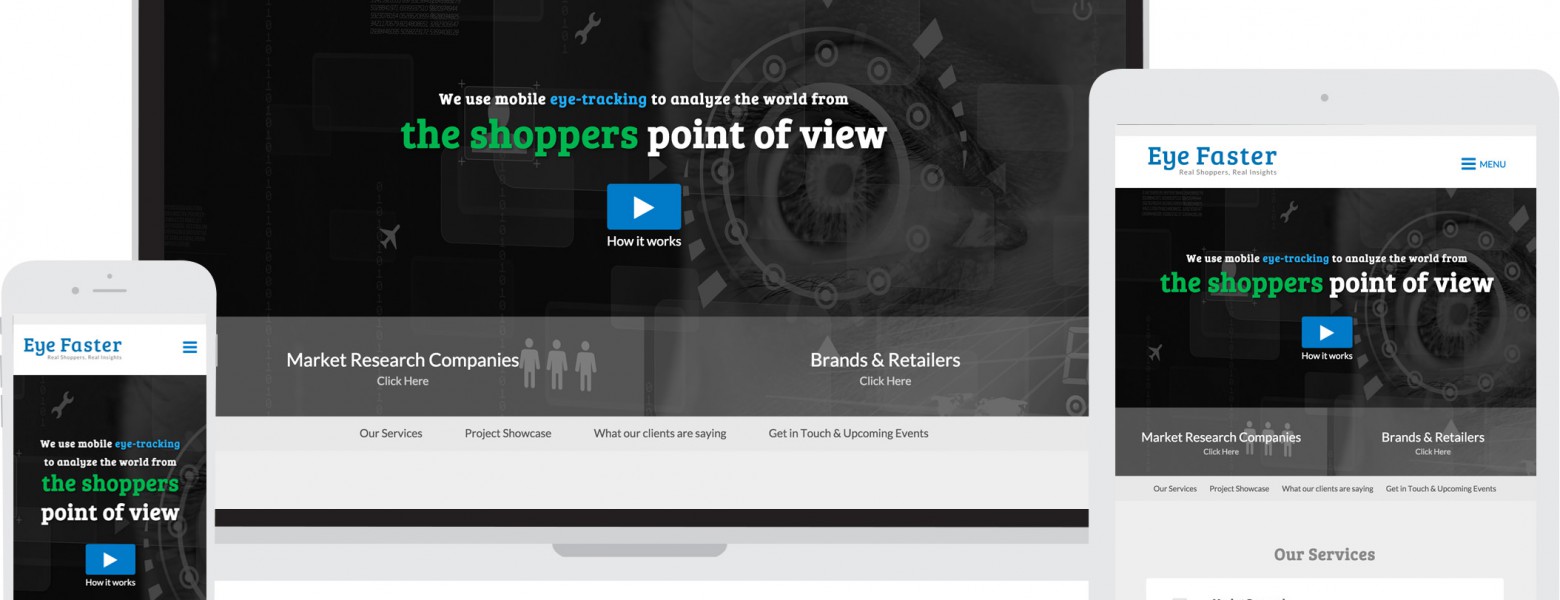 We use mobile eye-tracking to analyze the world from
the shoppers point of view
How it works
Market Research Companies
Click Here
Brands & Retailers
Click Here
Our Services
Project Showcase
What our clients are saying
Get in Touch & Upcoming Events
Eye Faster
Real Shoppers, Real Insights
We use mobile eye-tracking
to analyze the world from
the shoppers
point of view
How it works
Eye Faster
Real Shoppers, Real Insights
MENU
We use mobile eye-tracking to analyze the world from
the shoppers point of view
How it works
Market Research Companies
Click Here
Brands & Retailers
Click Here
Our Services
Project Showcase
What our clients are saying
Get in Touch & Upcoming Events
Our Services